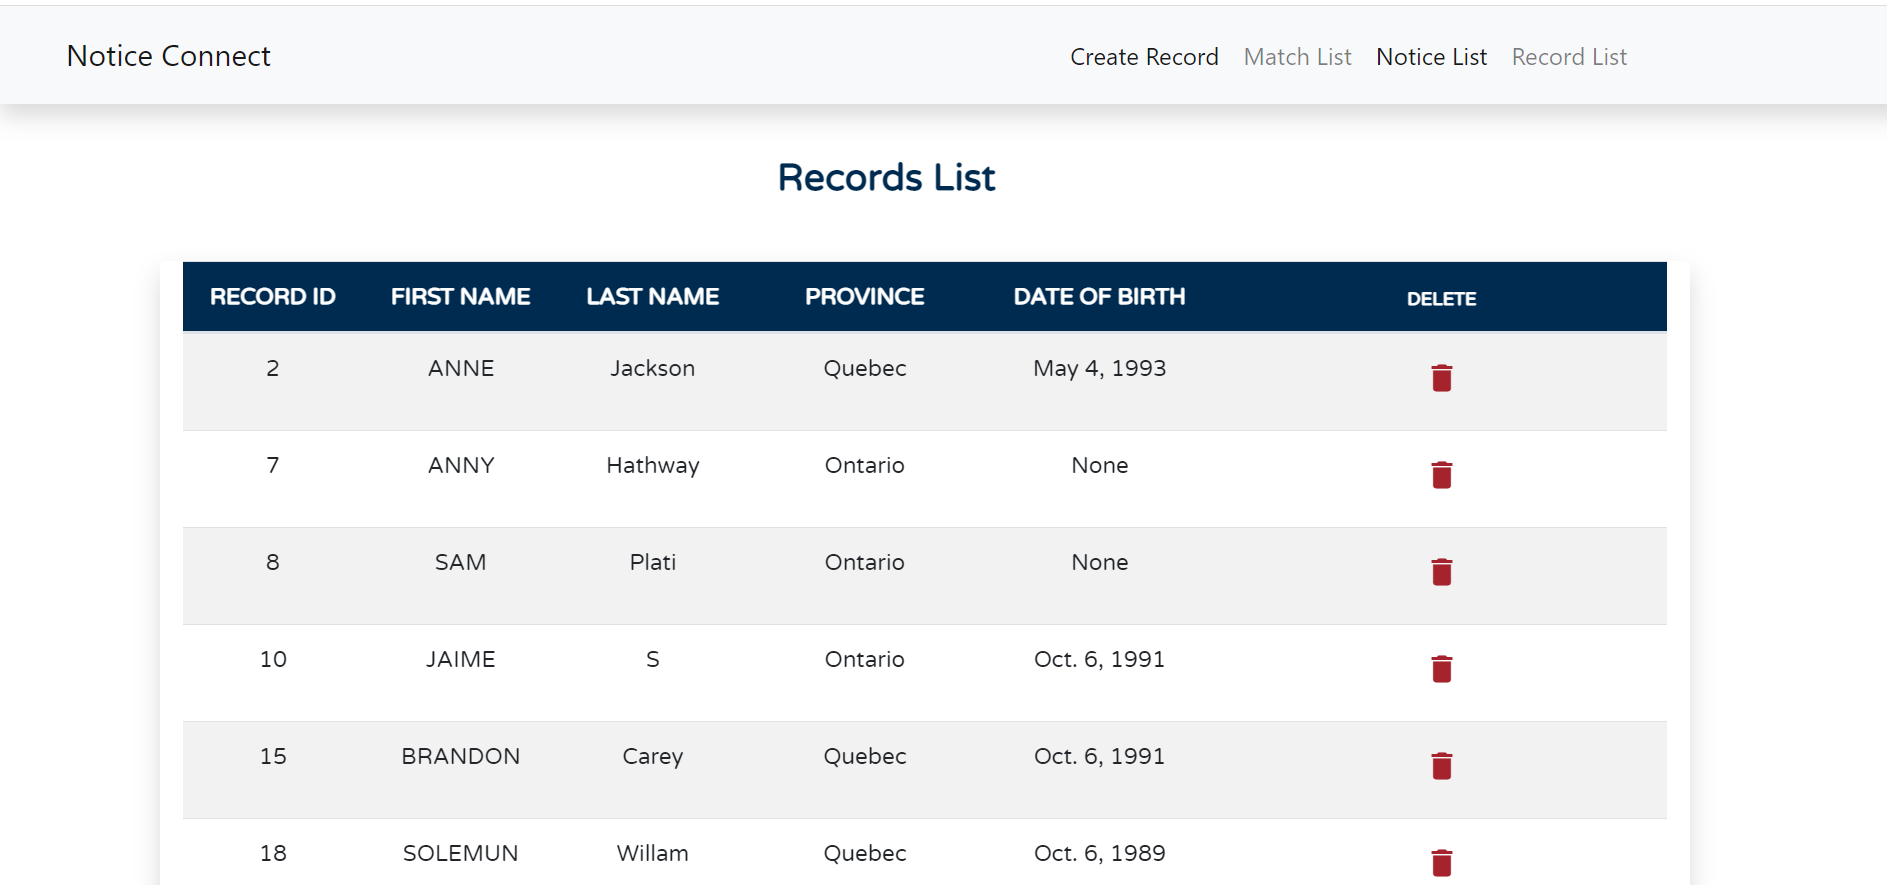 Notice Connect Create Record Match List Notice List Record List
Records List
RECORD ID FIRST NAME LAST NAME PROVINCE DATE OF BIRTH DELETE
2 ANNE Jackson Quebec May 4, 1993
7 ANNY Hathway Ontario None
8 SAM Plati Ontario None
10 JAIME S Ontario Oct. 6, 1991
15 BRANDON Carey Quebec Oct. 6, 1991
18 SOLEMUN Willam Quebec Oct. 6, 1989